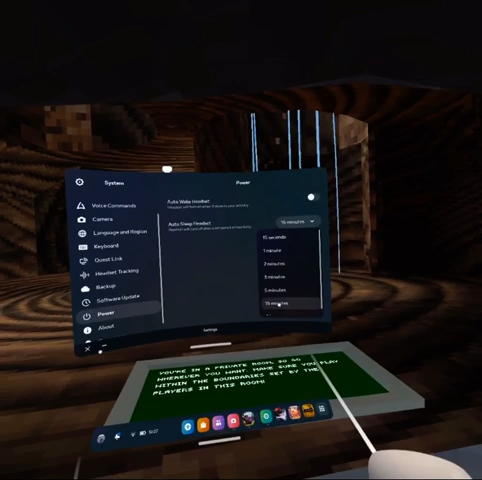 System
Power
Voice Commands
Camera
Language and Region
Keyboard
Quest Link
Headset Tracking
Backup
Software Update
Power
About
Auto Wake Headset
Auto Sleep Headset
15 minutes
15 seconds
1 minute
2 minutes
3 minutes
5 minutes
15 minutes
Settings
YOU'RE IN A PRIVATE ROOM, SO GO
WHEREVER YOU WANT. MAKE SURE YOU PLAY
WITHIN THE BOUNDARIES SET BY THE
PLAYERS IN THIS ROOM!